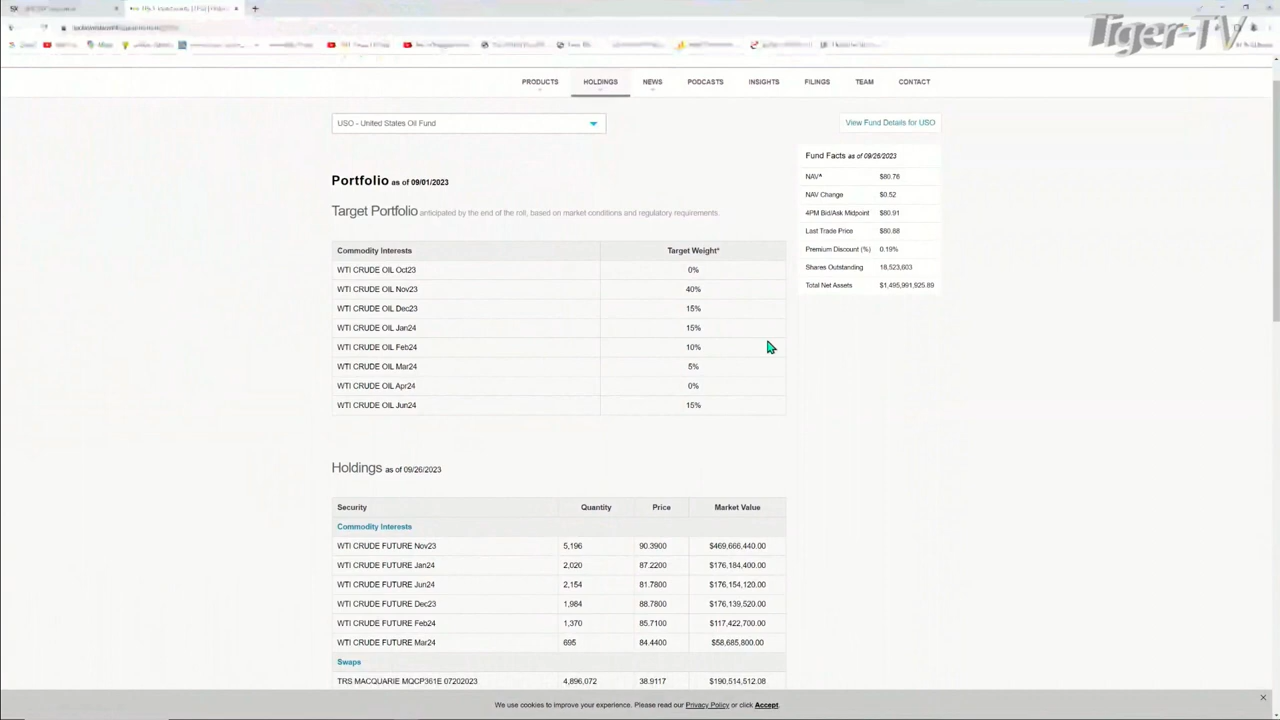 Tiger-TV
PRODUCTS HOLDINGS NEWS PODCASTS INSIGHTS FILINGS TEAM CONTACT
USO - United States Oil Fund
View Fund Details for USO
Portfolio as of 09/01/2023
Target Portfolio anticipated by the end of the roll, based on market conditions and regulatory requirements.
Commodity Interests Target Weight*
WTI CRUDE OIL Oct23 0%
WTI CRUDE OIL Nov23 40%
WTI CRUDE OIL Dec23 15%
WTI CRUDE OIL Jan24 15%
WTI CRUDE OIL Feb24 10%
WTI CRUDE OIL Mar24 5%
WTI CRUDE OIL Apr24 0%
WTI CRUDE OIL Jun24 15%
Fund Facts as of 09/26/2023
NAV* $80.76
NAV Change $0.52
4PM Bid/Ask Midpoint $80.91
Last Trade Price $80.88
Premium Discount (%) 0.19%
Shares Outstanding 18,523,603
Total Net Assets $1,495,991,925.89
Holdings as of 09/26/2023
Security Quantity Price Market Value
Commodity Interests
WTI CRUDE FUTURE Nov23 5,196 90.3900 $469,666,440.00
WTI CRUDE FUTURE Jan24 2,020 87.2200 $176,184,400.00
WTI CRUDE FUTURE Jun24 2,154 81.7800 $176,154,120.00
WTI CRUDE FUTURE Dec23 1,984 88.7800 $176,139,520.00
WTI CRUDE FUTURE Feb24 1,370 85.7100 $117,422,700.00
WTI CRUDE FUTURE Mar24 695 84.4400 $58,685,800.00
Swaps
TRS MACQUARIE MQCP361E 07202023 4,896,072 38.9117 $190,514,512.08
We use cookies to improve your experience. Please read our Privacy Policy or click Accept.